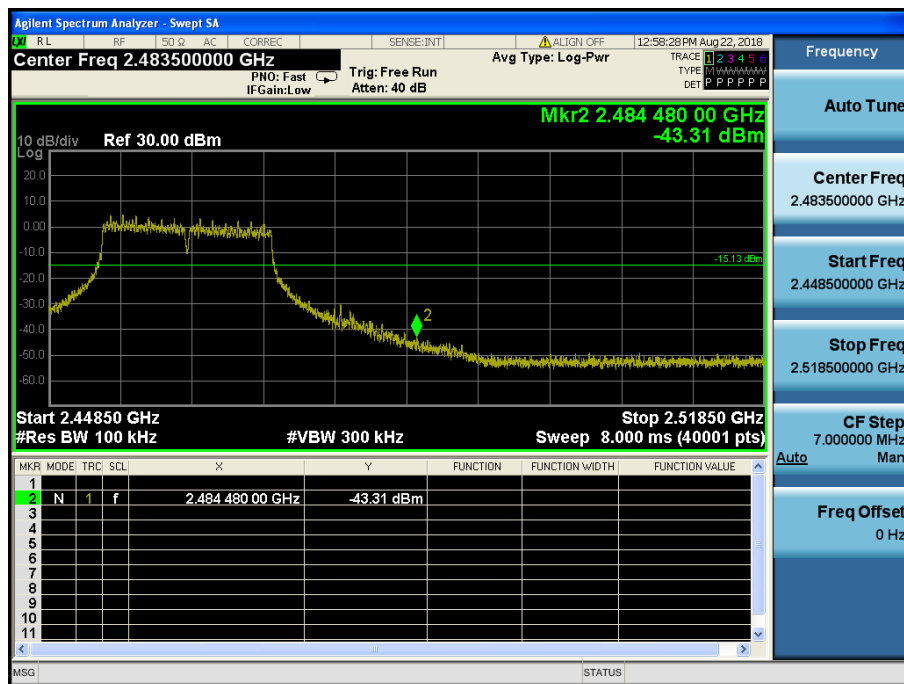 Agilent Spectrum Analyzer - Swept SA
LXI RL RF 50 Ω AC CORREC SENSE:INT ALIGN OFF 12:58:28 PM Aug 22, 2018
Center Freq 2.483500000 GHz
PNO: Fast
IFGain:Low
Trig: Free Run
Atten: 40 dB
Avg Type: Log-Pwr
TRACE 1 2 3 4 5 6
TYPE M WWWWW
DET P P P P P P
Frequency
Auto Tune
Center Freq
2.483500000 GHz
Start Freq
2.448500000 GHz
Stop Freq
2.518500000 GHz
CF Step
7.000000 MHz
Auto Man
Freq Offset
0 Hz
Mkr2 2.484 480 00 GHz
-43.31 dBm
10 dB/div Ref 30.00 dBm
Log
20.0
10.0
0.00
-10.0
-15.13 dBm
-20.0
-30.0
2
-40.0
-50.0
-60.0
Start 2.44850 GHz Stop 2.51850 GHz
#Res BW 100 kHz #VBW 300 kHz Sweep 8.000 ms (40001 pts)
MKR MODE TRC SCL X Y FUNCTION FUNCTION WIDTH FUNCTION VALUE
1
2 N 1 f 2.484 480 00 GHz -43.31 dBm
3
4
5
6
7
8
9
10
11
MSG STATUS